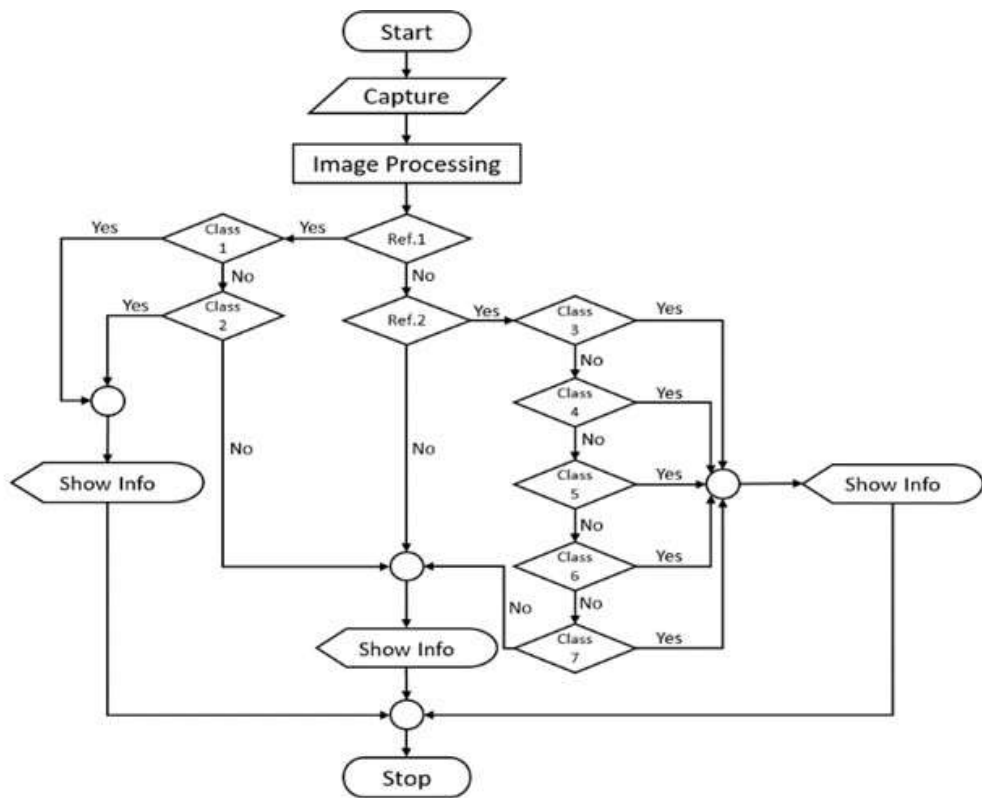 Start
Capture
Image Processing
Yes
Class
1
Yes
Ref.1
No
No
Yes
Class
2
Ref.2
Yes
Class
3
Yes
No
Class
4
Yes
No
No
No
Class
5
Yes
Show Info
Show Info
No
Class
6
Yes
No
No
Class
7
Yes
Show Info
Stop